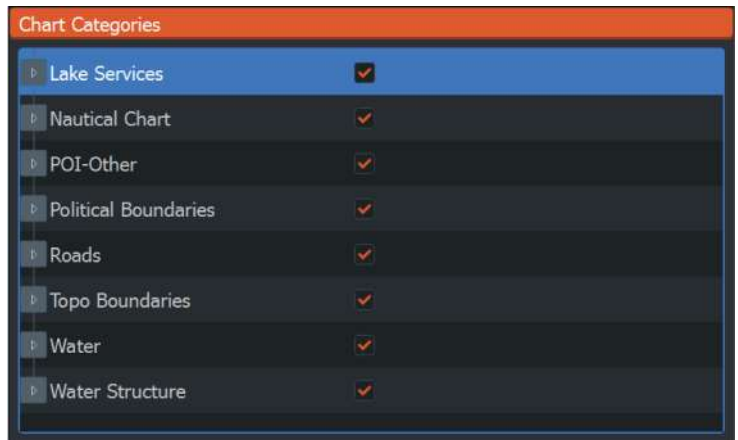 Chart Categories
Lake Services
Nautical Chart
POI-Other
Political Boundaries
Roads
Topo Boundaries
Water
Water Structure